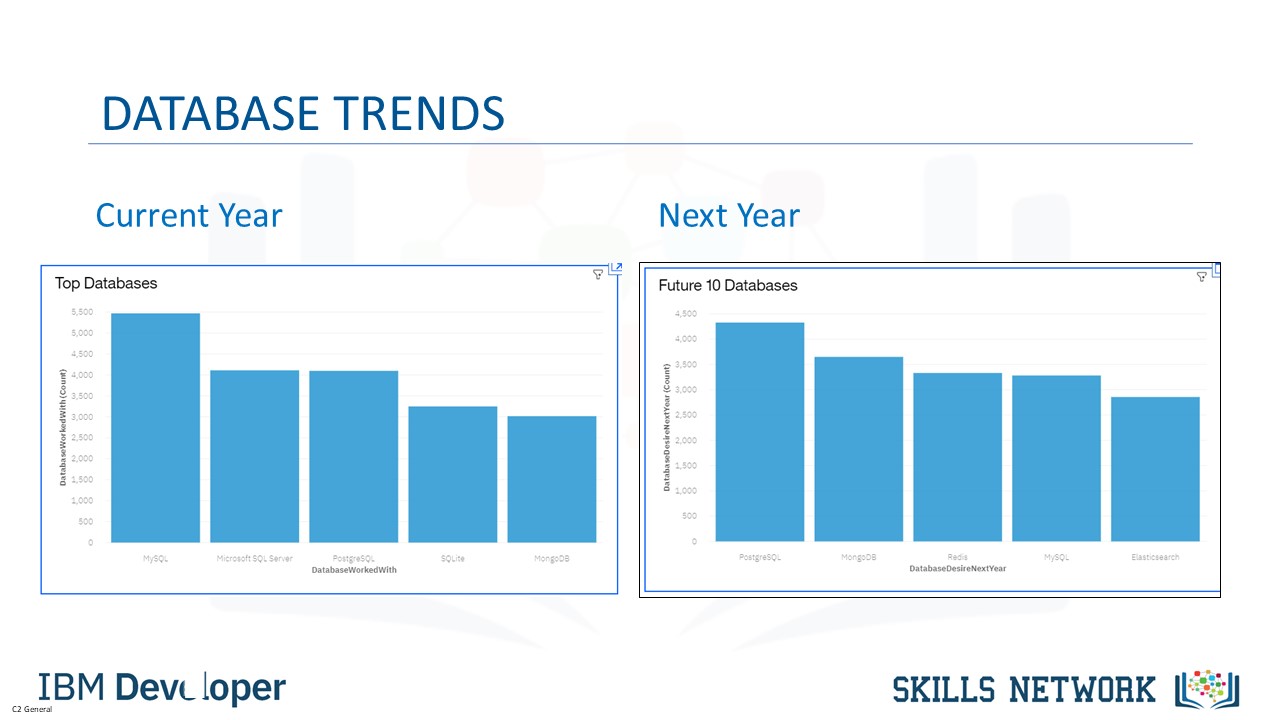 DATABASE TRENDS
Current Year
Next Year
Top Databases
5,500
5,000
4,500
4,000
3,500
3,000
2,500
2,000
1,500
1,000
500
0
DatabaseWorkedWith (Count)
MySQL
Microsoft SQL Server
PostgreSQL
SQLite
MongoDB
DatabaseWorkedWith
Future 10 Databases
4,500
4,000
3,500
3,000
2,500
2,000
1,500
1,000
500
0
DatabaseDesireNextYear (Count)
PostgreSQL
MongoDB
Redis
MySQL
Elasticsearch
DatabaseDesireNextYear
IBM Developer
SKILLS NETWORK
C2 General